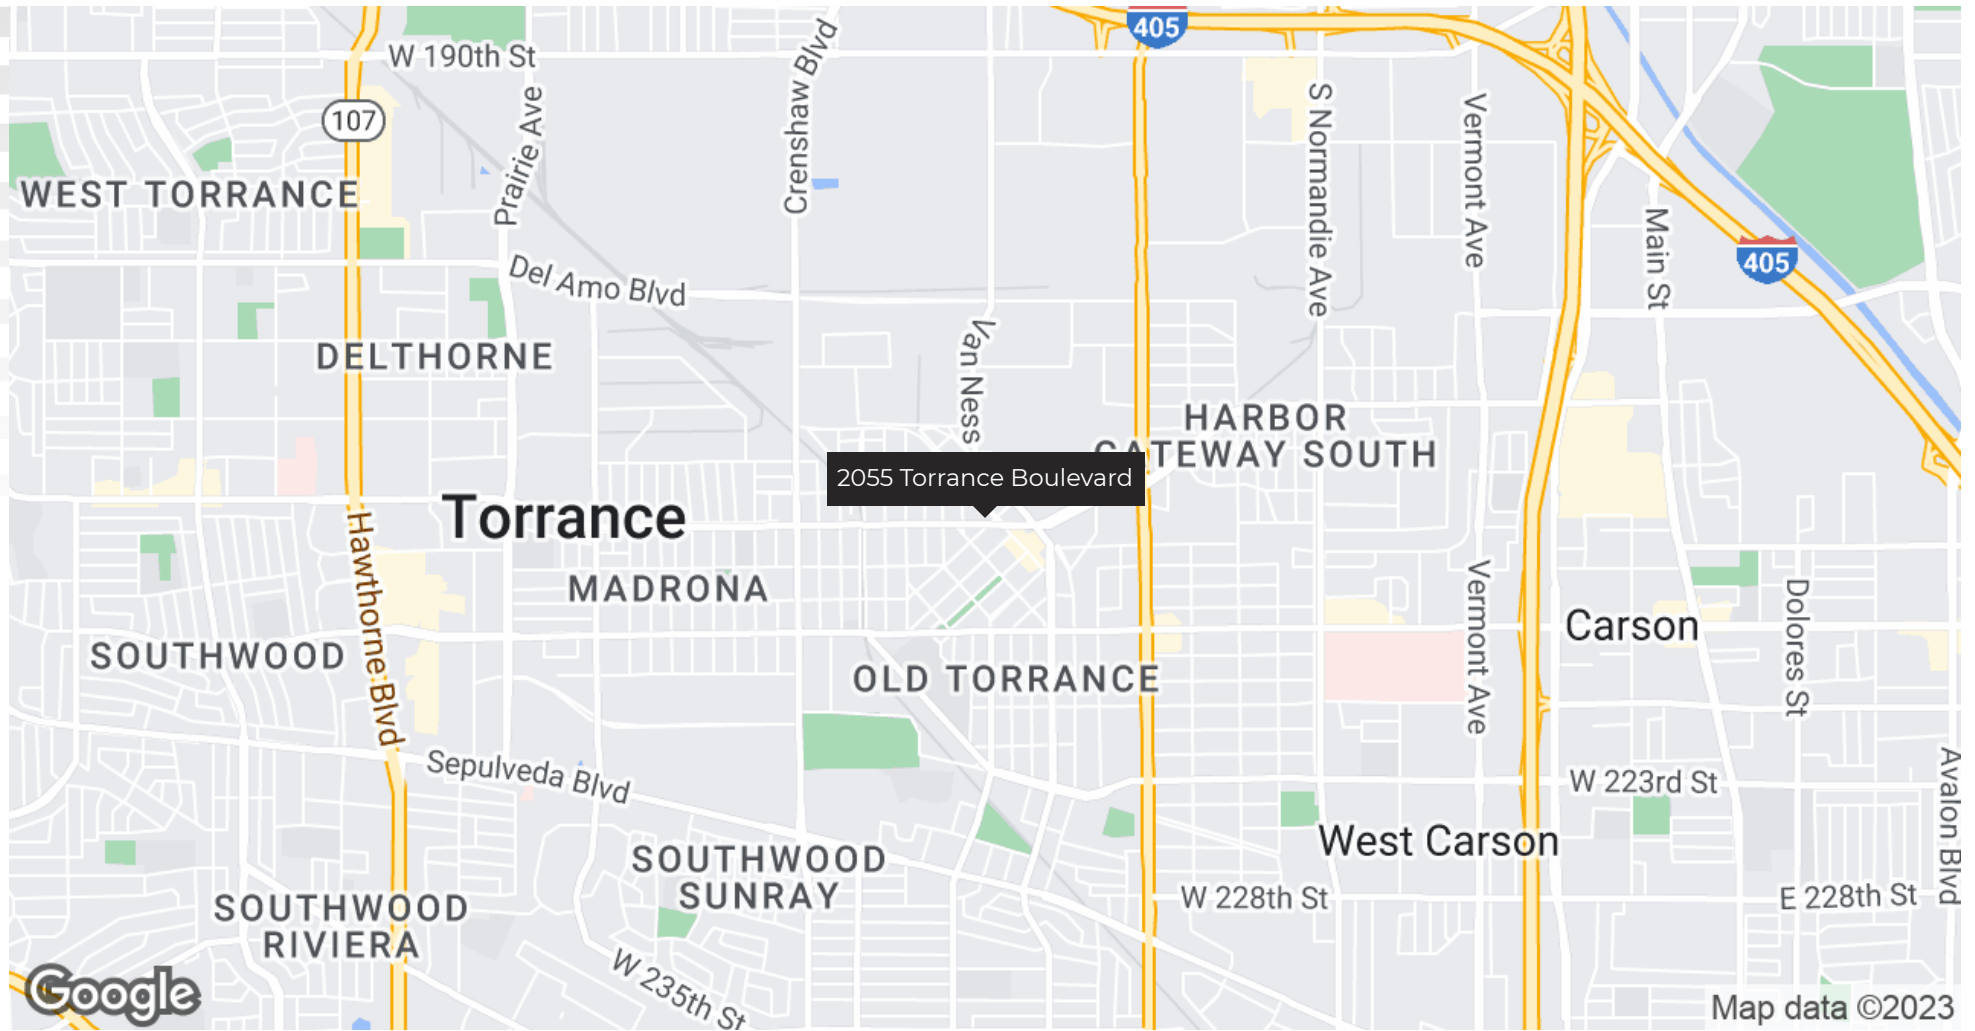 405
W 190th St
Crenshaw Blvd
Prairie Ave
107
S Normandie Ave
Vermont Ave
WEST TORRANCE
Main St
405
Del Amo Blvd
Van Ness
DELTHORNE
HARBOR
GATEWAY SOUTH
2055 Torrance Boulevard
Torrance
Hawthorne Blvd
MADRONA
Vermont Ave
Dolores St
Carson
SOUTHWOOD
OLD TORRANCE
Sepulveda Blvd
W 223rd St
Avalon Blvd
West Carson
SOUTHWOOD
SUNRAY
W 228th St
E 228th St
SOUTHWOOD
RIVIERA
W 235th St
Google
Map data ©2023